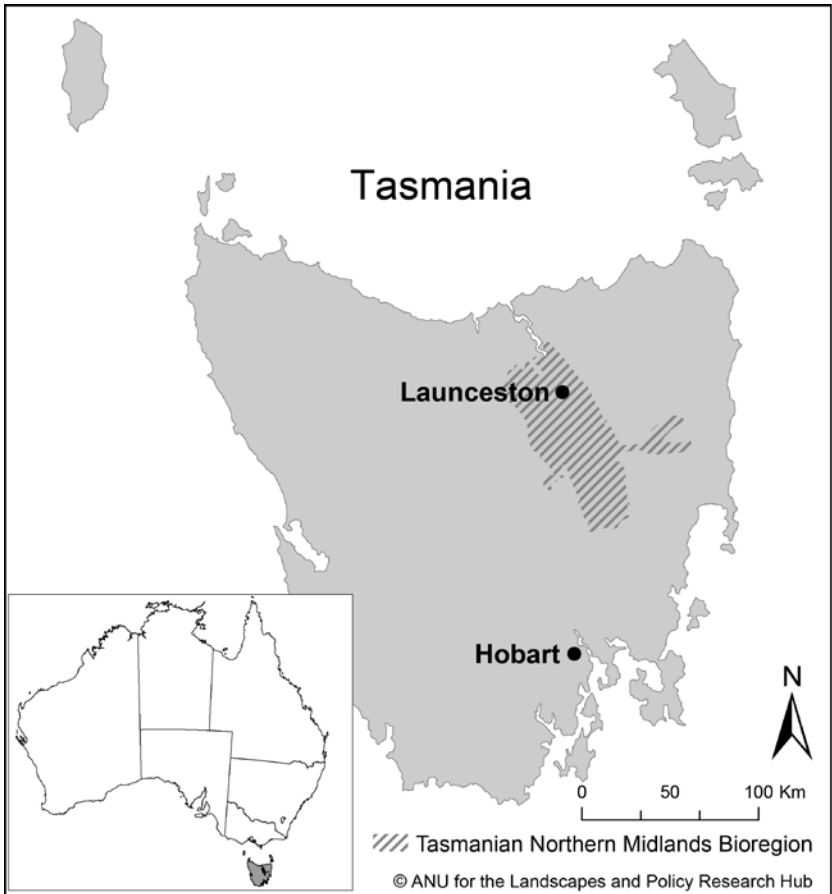 Tasmania
Launceston
Hobart
N
0 50 100 Km
Tasmanian Northern Midlands Bioregion
© ANU for the Landscapes and Policy Research Hub